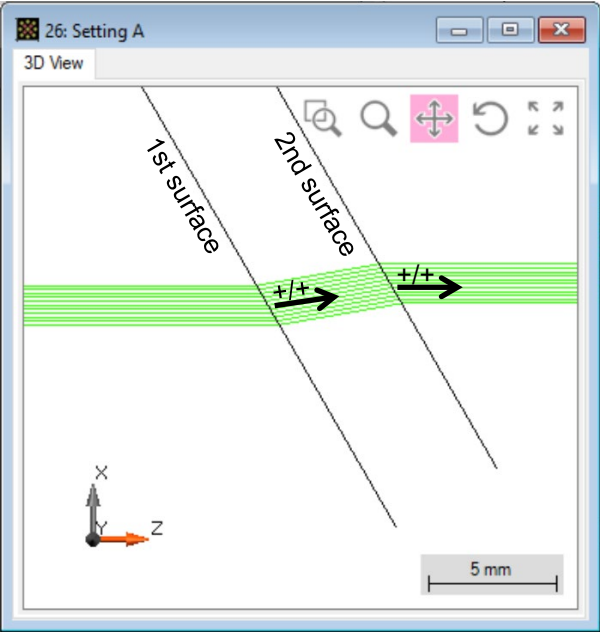 26: Setting A
3D View
1st surface
2nd surface
+/+
+/+
X
Y
Z
5 mm